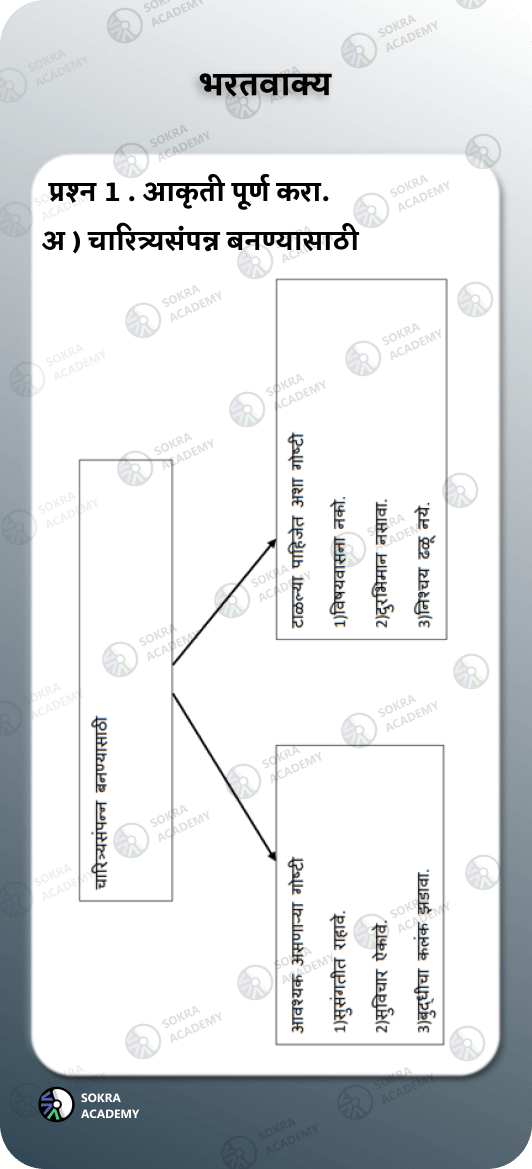 भरतवाक्य
प्रश्न 1 . आकृती पूर्ण करा.
अ ) चारित्र्यसंपन्न बनण्यासाठी
चारित्र्यसंपन्न बनण्यासाठी
आवश्यक असणाऱ्या गोष्टी
1)सुसंगतीत राहावे.
2)सुविचार ऐकावे.
3)बुद्धीचा कलंक झडावा.
टाळल्या पाहिजेत अशा गोष्टी
1)विषयवासना नको.
2)दुरभिमान नसावा.
3)निश्चय ढळू नये.
SOKRA
ACADEMY